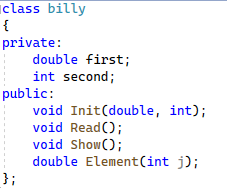 class billy
{
private:
    double first;
    int second;
public:
    void Init(double, int);
    void Read();
    void Show();
    double Element(int j);
};